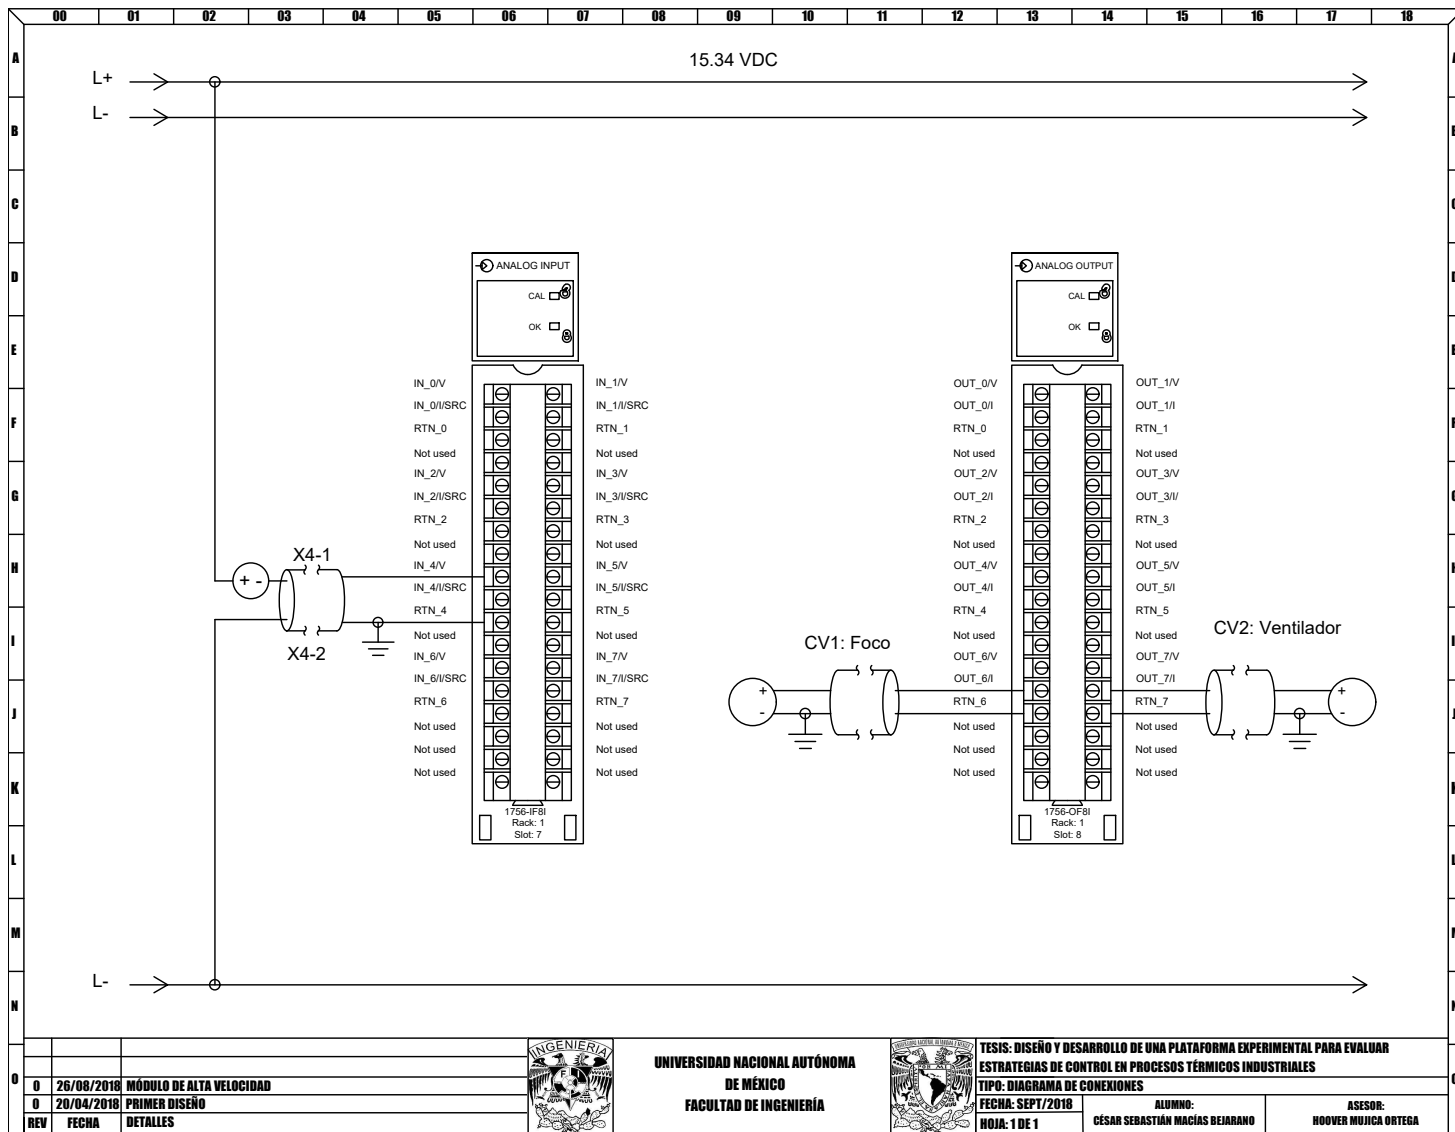 00 01 02 03 04 05 06 07 08 09 10 11 12 13 14 15 16 17 18
A
B
C
D
E
F
G
H
I
J
K
L
M
N
O
15.34 VDC
L+
L-
ANALOG INPUT
CAL
OK
IN_0/V
IN_0/I/SRC
RTN_0
Not used
IN_2/V
IN_2/I/SRC
RTN_2
Not used
IN_4/V
IN_4/I/SRC
RTN_4
Not used
IN_6/V
IN_6/I/SRC
RTN_6
Not used
Not used
Not used
IN_1/V
IN_1/I/SRC
RTN_1
Not used
IN_3/V
IN_3/I/SRC
RTN_3
Not used
IN_5/V
IN_5/I/SRC
RTN_5
Not used
IN_7/V
IN_7/I/SRC
RTN_7
Not used
Not used
Not used
1756-IF8I
Rack: 1
Slot: 7
X4-1
+ -
X4-2
ANALOG OUTPUT
CAL
OK
OUT_0/V
OUT_0/I
RTN_0
Not used
OUT_2/V
OUT_2/I
RTN_2
Not used
OUT_4/V
OUT_4/I
RTN_4
Not used
OUT_6/V
OUT_6/I
RTN_6
Not used
Not used
Not used
OUT_1/V
OUT_1/I
RTN_1
Not used
OUT_3/V
OUT_3/I/
RTN_3
Not used
OUT_5/V
OUT_5/I
RTN_5
Not used
OUT_7/V
OUT_7/I
RTN_7
Not used
Not used
Not used
1756-OF8I
Rack: 1
Slot: 8
CV1: Foco
+
-
CV2: Ventilador
+
-
L-
0 26/08/2018 MÓDULO DE ALTA VELOCIDAD
0 20/04/2018 PRIMER DISEÑO
REV FECHA DETALLES
INGENIERIA
UNIVERSIDAD NACIONAL AUTÓNOMA
DE MÉXICO
FACULTAD DE INGENIERÍA
TESIS: DISEÑO Y DESARROLLO DE UNA PLATAFORMA EXPERIMENTAL PARA EVALUAR
ESTRATEGIAS DE CONTROL EN PROCESOS TÉRMICOS INDUSTRIALES
TIPO: DIAGRAMA DE CONEXIONES
FECHA: SEPT/2018
HOJA: 1 DE 1
ALUMNO:
CÉSAR SEBASTIÁN MACÍAS BEJARANO
ASESOR:
HOOVER MUJICA ORTEGA